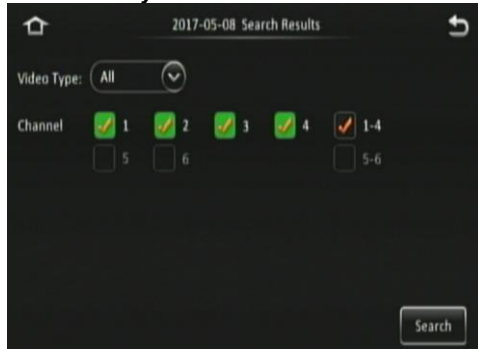 2017-05-08 Search Results
Video Type: All
Channel 1 2 3 4 1-4
5 6 5-6
Search